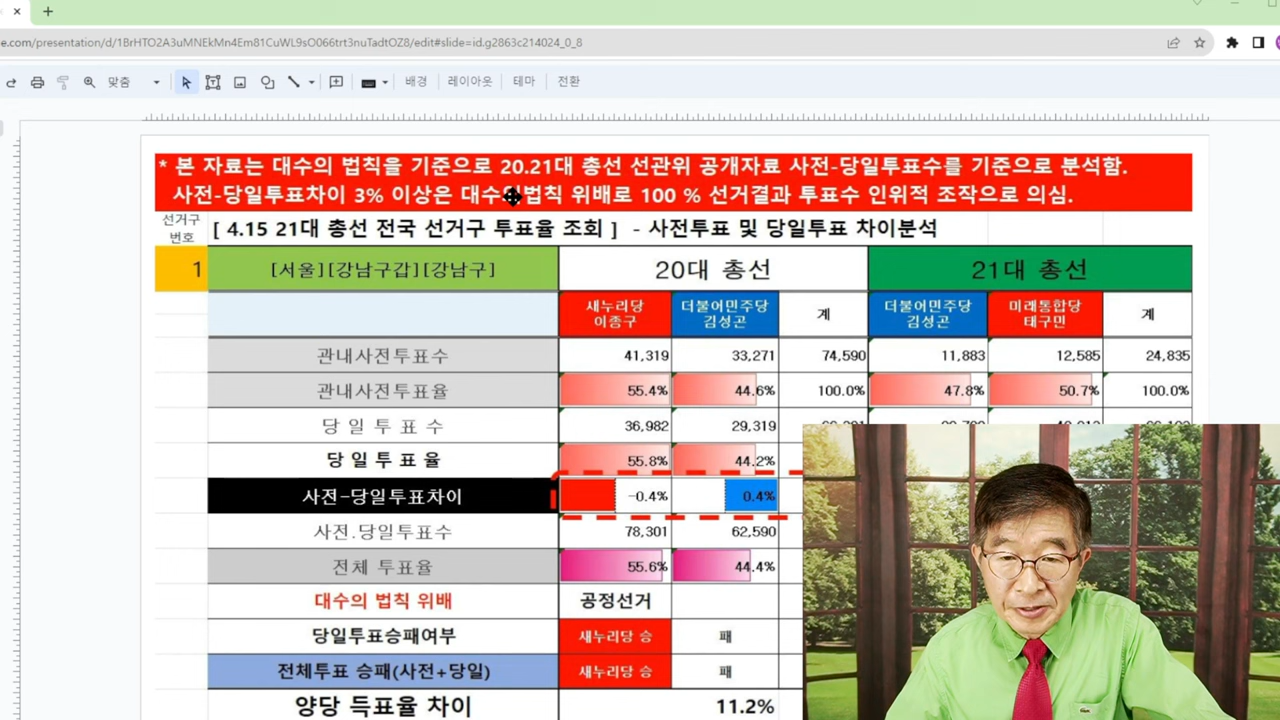 e.com/presentation/d/1BrHTO2A3uMNEkMn4Em81CuWL9sO066trt3nuTadtOZ8/edit#slide=id.g2863c214024_0_8
맞춤 배경 레이아웃 테마 전환
* 본 자료는 대수의 법칙을 기준으로 20.21대 총선 선관위 공개자료 사전-당일투표수를 기준으로 분석함.
사전-당일투표차이 3% 이상은 대수의법칙 위배로 100 % 선거결과 투표수 인위적 조작으로 의심.
선거구
번호
[ 4.15 21대 총선 전국 선거구 투표율 조회 ] - 사전투표 및 당일투표 차이분석
1 [서울][강남구갑][강남구] 20대 총선 21대 총선
새누리당 이종구 더불어민주당 김성곤 계 더불어민주당 김성곤 미래통합당 태구민 계
관내사전투표수 41,319 33,271 74,590 11,883 12,585 24,835
관내사전투표율 55.4% 44.6% 100.0% 47.8% 50.7% 100.0%
당 일 투 표 수 36,982 29,319
당 일 투 표 율 55.8% 44.2%
사전-당일투표차이 -0.4% 0.4%
사전.당일투표수 78,301 62,590
전체 투표율 55.6% 44.4%
대수의 법칙 위배 공정선거
당일투표승패여부 새누리당 승 패
전체투표 승패(사전+당일) 새누리당 승 패
양당 득표율 차이 11.2%